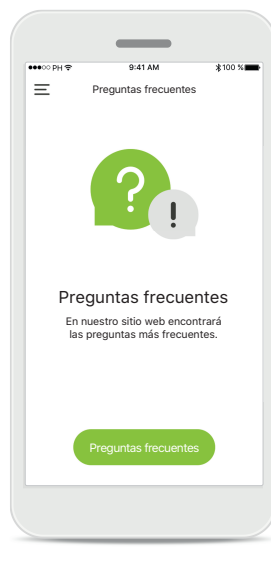 ●●●○○ PH 9:41 AM 100 %
Preguntas frecuentes
?
!
Preguntas frecuentes
En nuestro sitio web encontrará
las preguntas más frecuentes.
Preguntas frecuentes